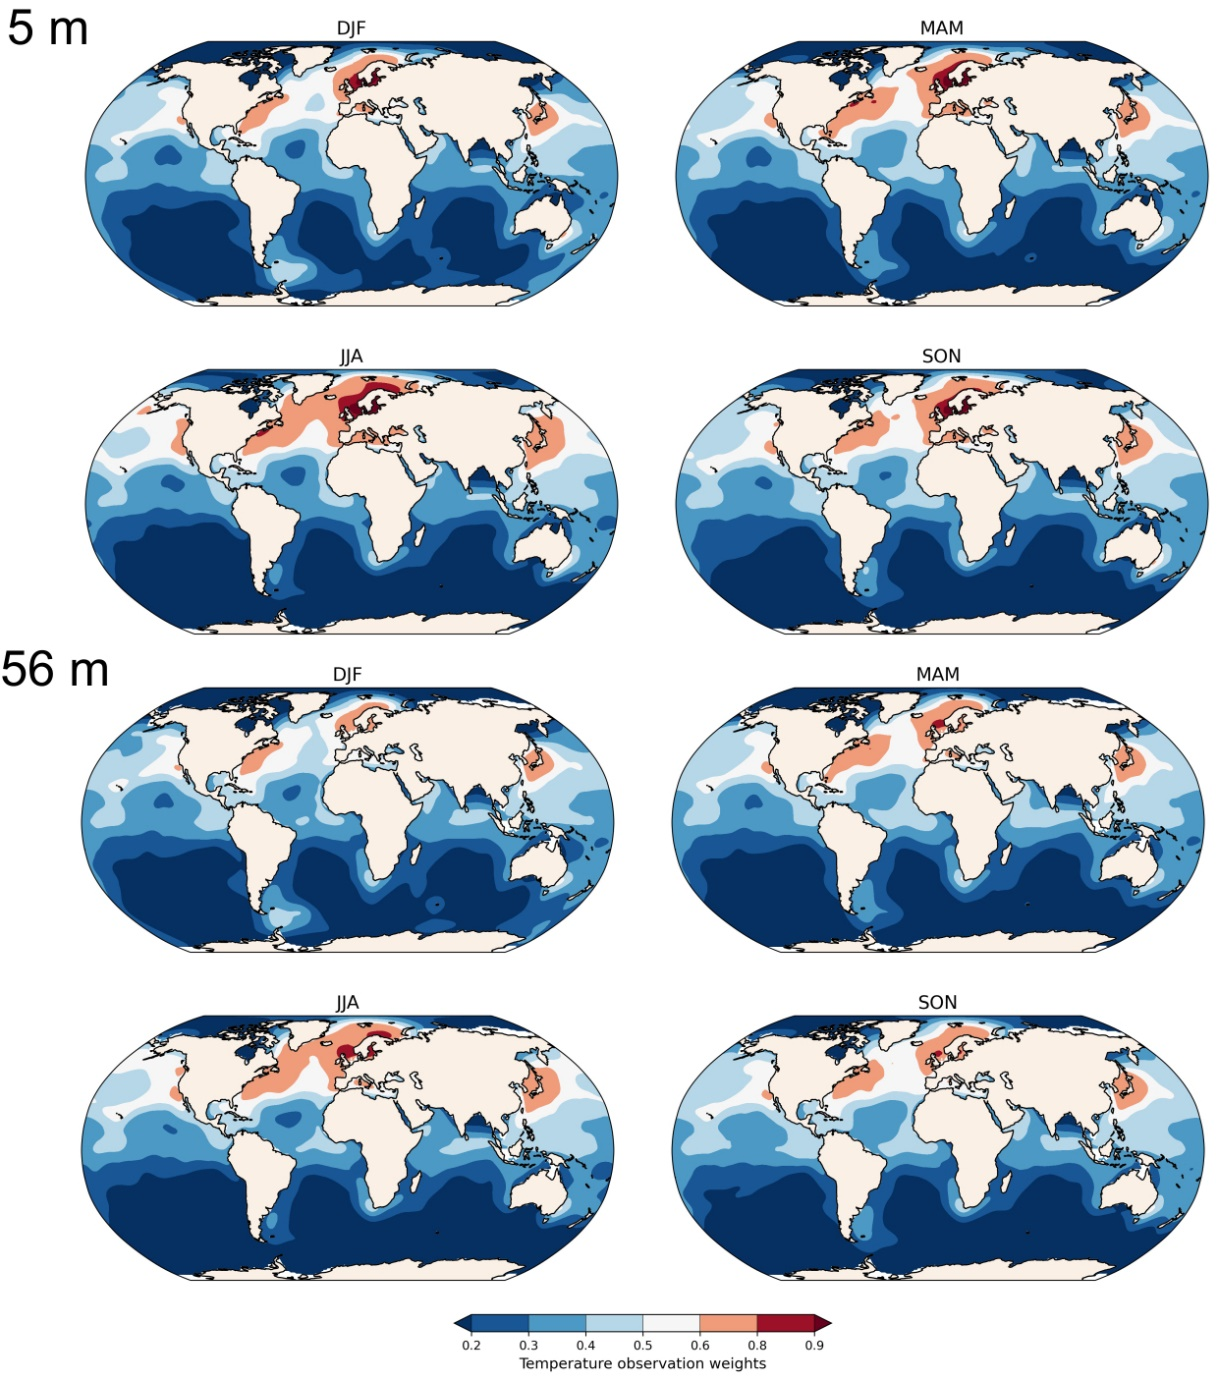 5 m
DJF
MAM
JJA
SON
56 m
DJF
MAM
JJA
SON
0.2 0.3 0.4 0.5 0.6 0.8 0.9
Temperature observation weights